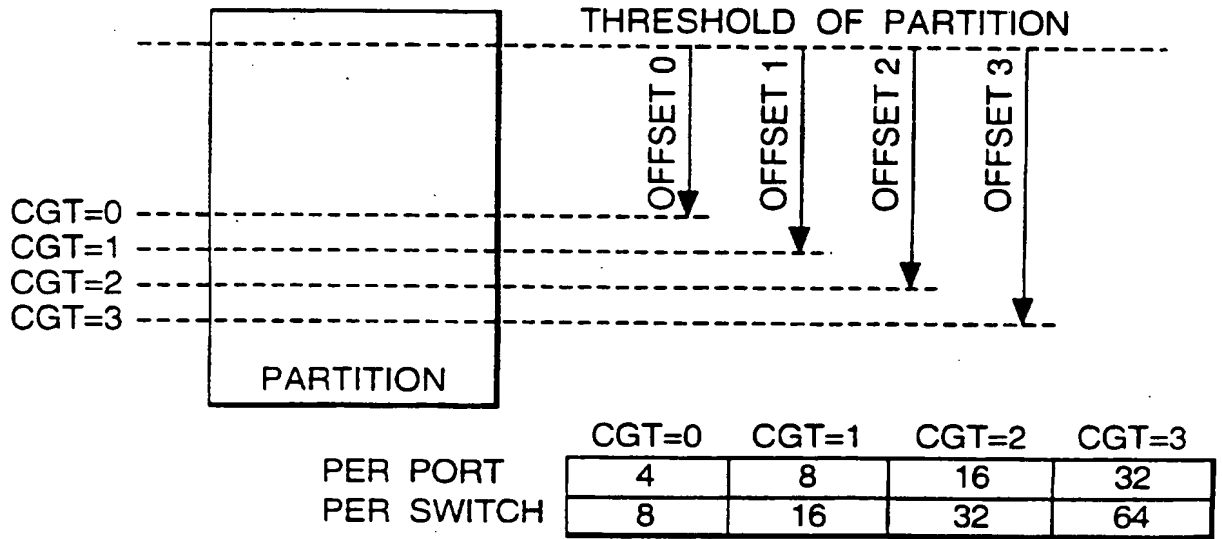 THRESHOLD OF PARTITION
OFFSET 0
OFFSET 1
OFFSET 2
OFFSET 3
CGT=0
CGT=1
CGT=2
CGT=3
PARTITION
CGT=0 CGT=1 CGT=2 CGT=3
PER PORT 4 8 16 32
PER SWITCH 8 16 32 64